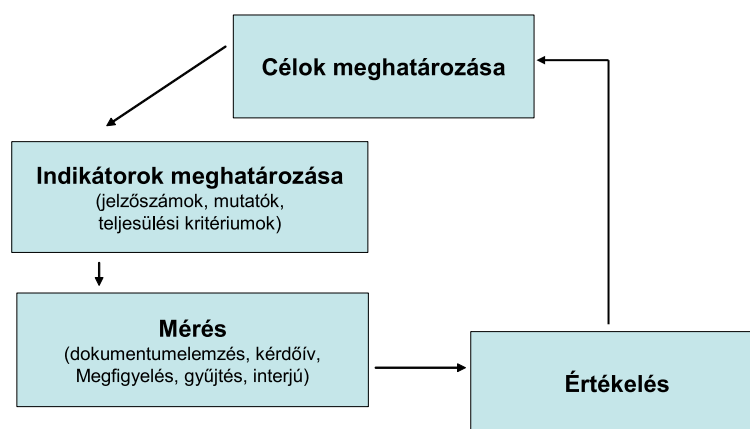 Célok meghatározása
Indikátorok meghatározása
(jelzőszámok, mutatók,
teljesülési kritériumok)
Mérés
(dokumentumelemzés, kérdőív,
Megfigyelés, gyűjtés, interjú)
Értékelés